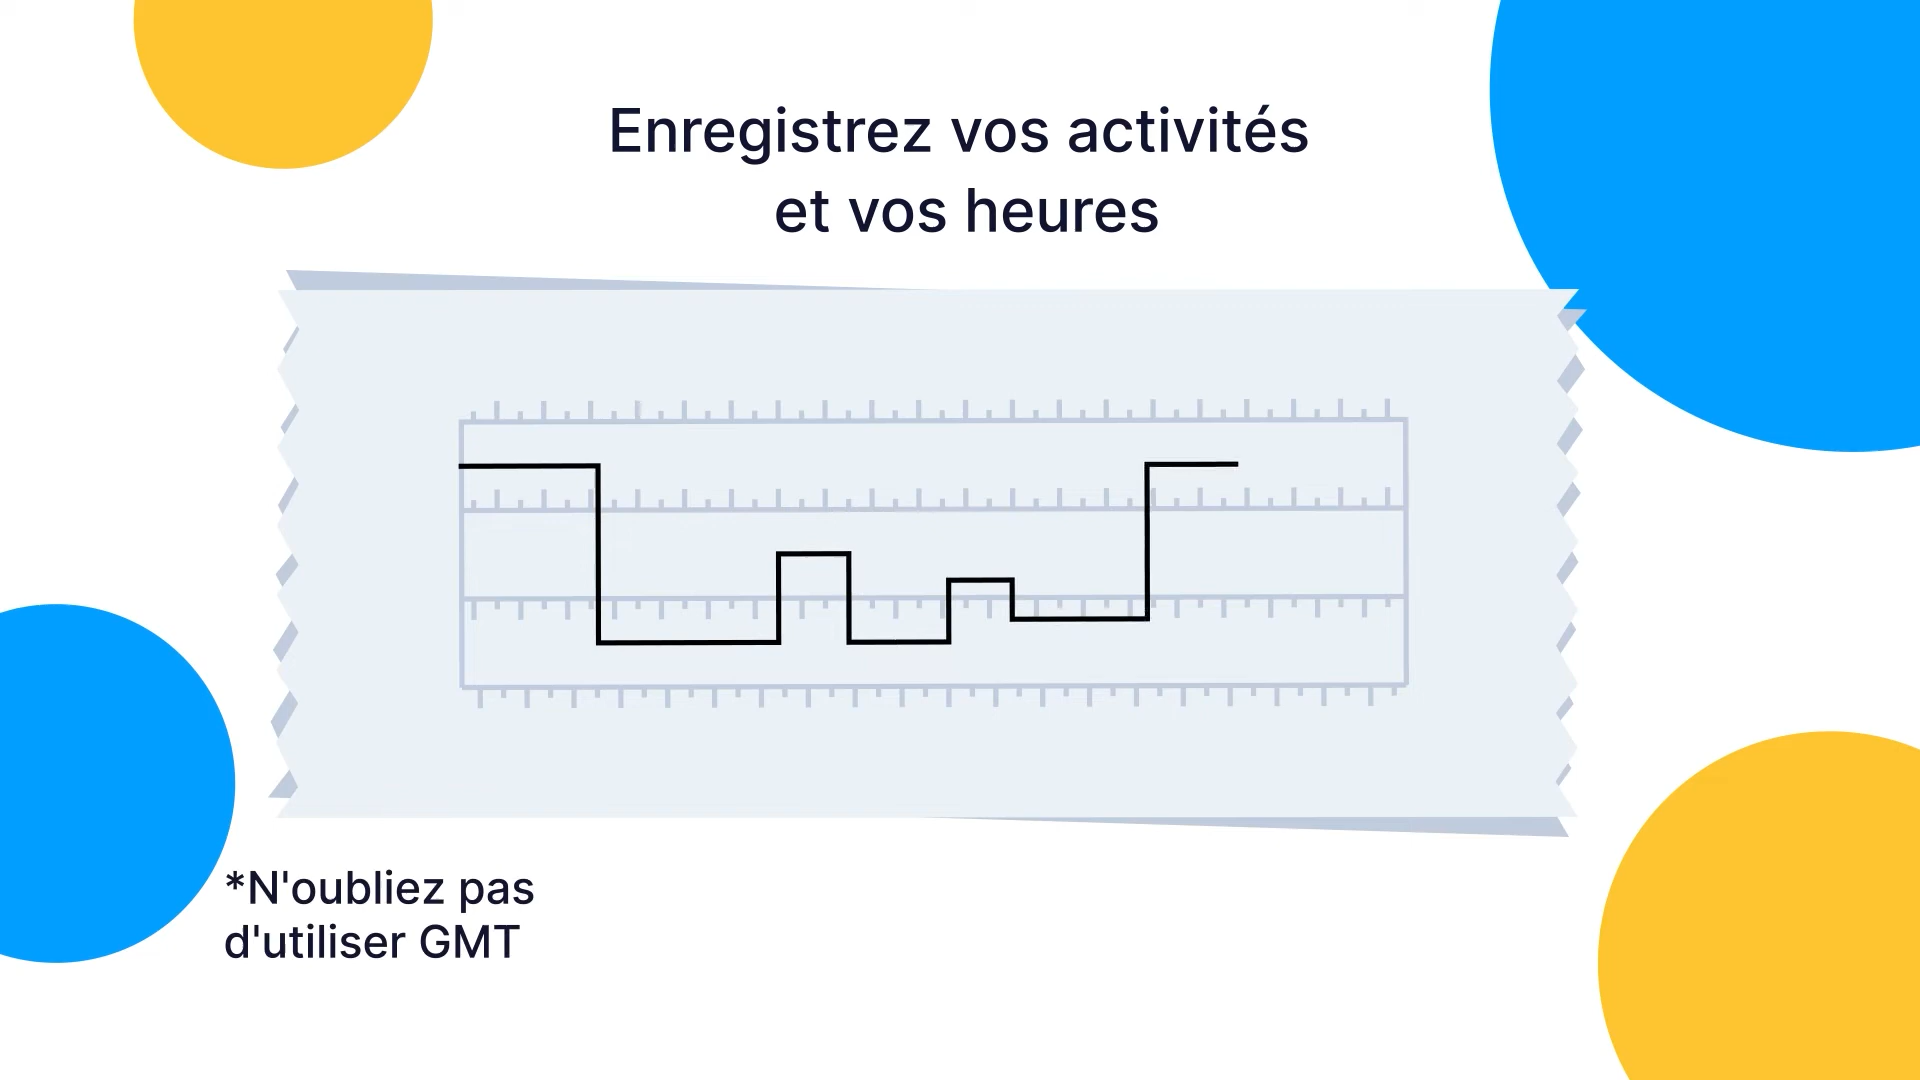 Enregistrez vos activités
et vos heures
*N'oubliez pas
d'utiliser GMT